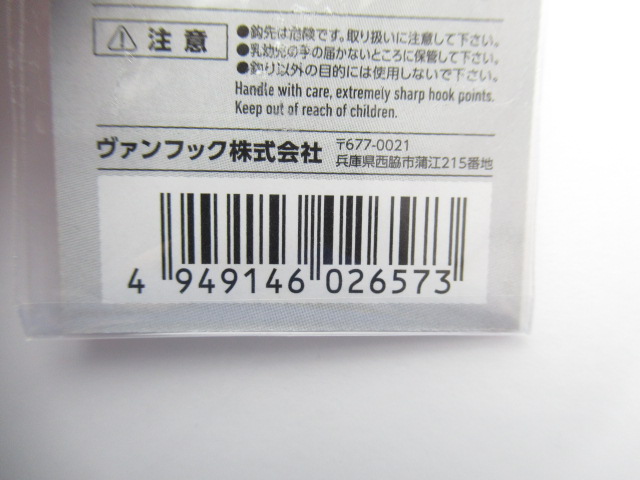 注意
●鈎先は危険です。取り扱いに注意して下さい。
●乳幼児の手の届かないところに保管して下さい。
●釣り以外の目的には使用しないで下さい。
Handle with care, extremely sharp hook points.
Keep out of reach of children.
ヴァンフック株式会社
〒677-0021
兵庫県西脇市蒲江215番地
4 949146 026573